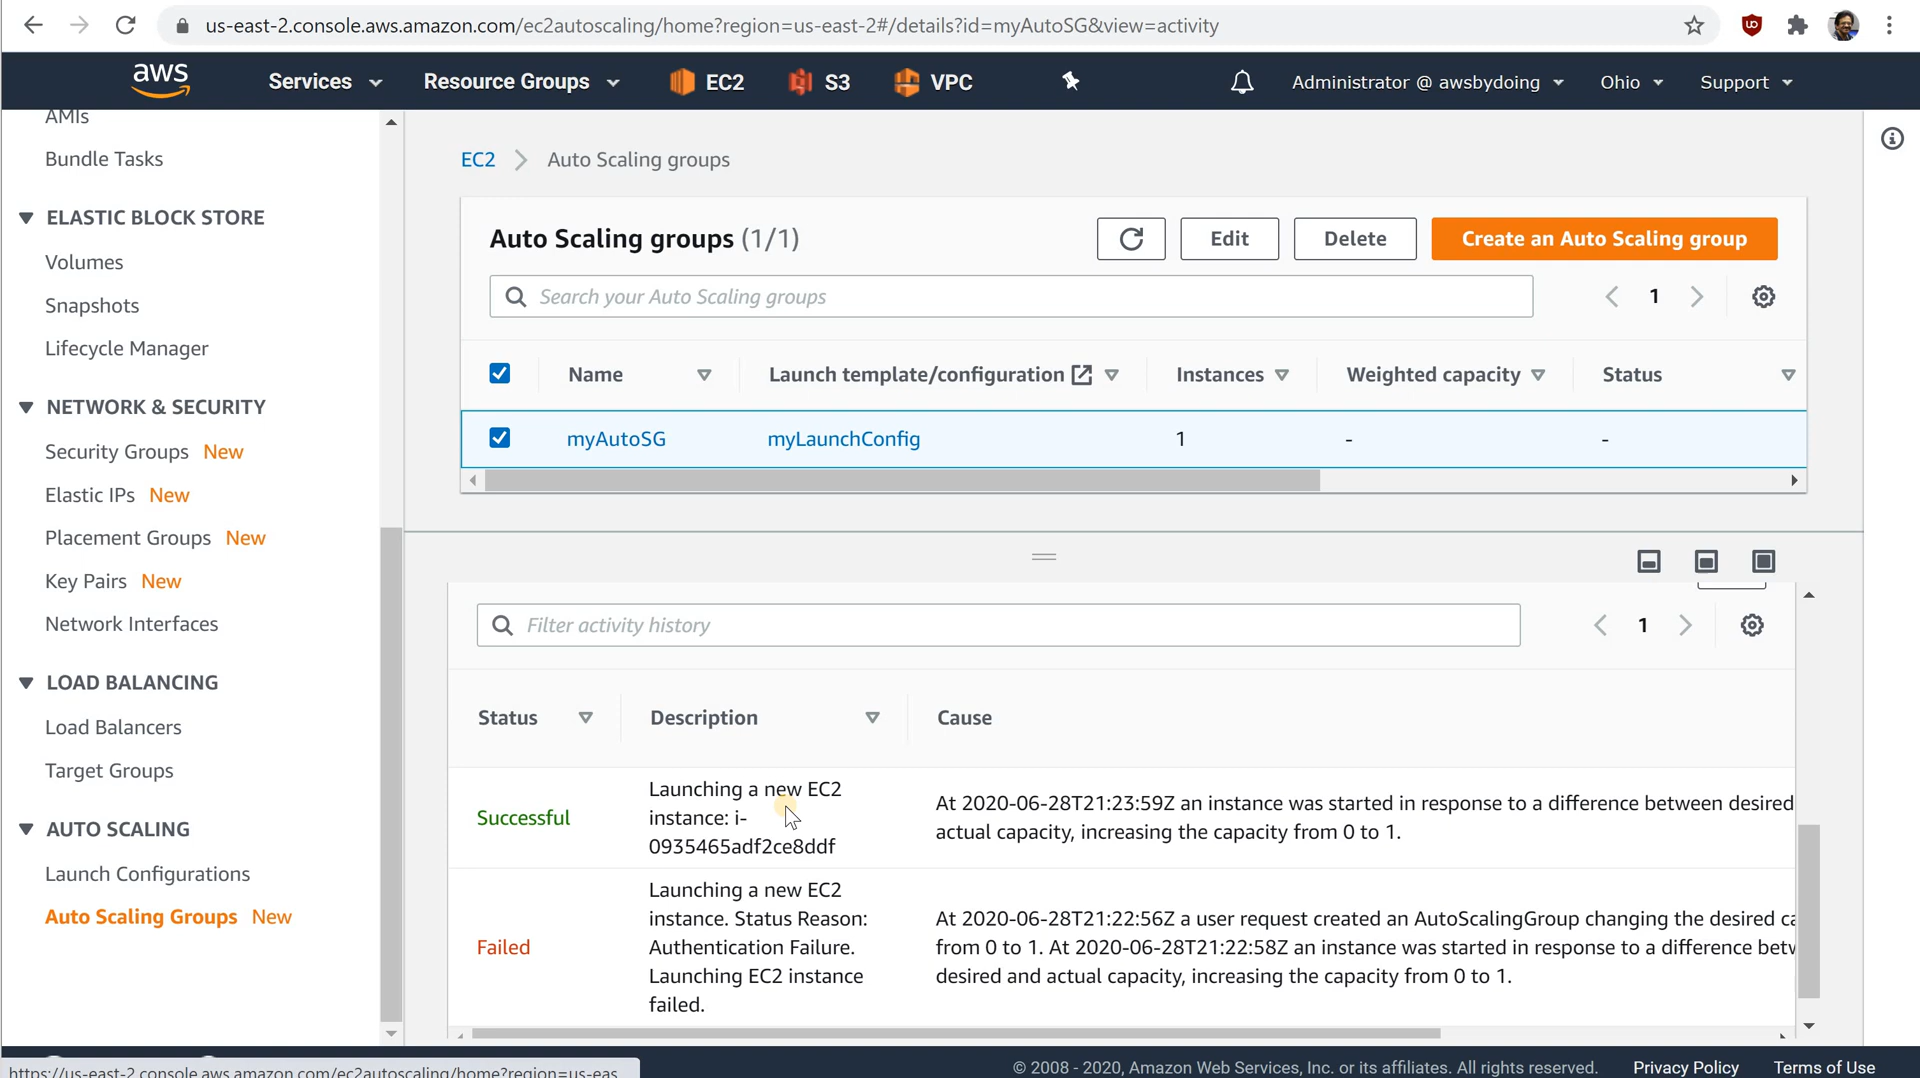 us-east-2.console.aws.amazon.com/ec2autoscaling/home?region=us-east-2#/details?id=myAutoSG&view=activity
aws
Services
Resource Groups
EC2
S3
VPC
Administrator @ awsbydoing
Ohio
Support
AMIs
Bundle Tasks
ELASTIC BLOCK STORE
Volumes
Snapshots
Lifecycle Manager
NETWORK & SECURITY
Security Groups New
Elastic IPs New
Placement Groups New
Key Pairs New
Network Interfaces
LOAD BALANCING
Load Balancers
Target Groups
AUTO SCALING
Launch Configurations
Auto Scaling Groups New
EC2 > Auto Scaling groups
Auto Scaling groups (1/1)
Edit
Delete
Create an Auto Scaling group
Search your Auto Scaling groups
1
Name
Launch template/configuration
Instances
Weighted capacity
Status
myAutoSG
myLaunchConfig
1
-
-
Filter activity history
1
Status
Description
Cause
Successful
Launching a new EC2
instance: i-
0935465adf2ce8ddf
At 2020-06-28T21:23:59Z an instance was started in response to a difference between desired
actual capacity, increasing the capacity from 0 to 1.
Failed
Launching a new EC2
instance. Status Reason:
Authentication Failure.
Launching EC2 instance
failed.
At 2020-06-28T21:22:56Z a user request created an AutoScalingGroup changing the desired
from 0 to 1. At 2020-06-28T21:22:58Z an instance was started in response to a difference
desired and actual capacity, increasing the capacity from 0 to 1.
https://us-east-2.console.aws.amazon.com/ec2autoscaling/home?region=us-eas
© 2008 - 2020, Amazon Web Services, Inc. or its affiliates. All rights reserved.
Privacy Policy
Terms of Use